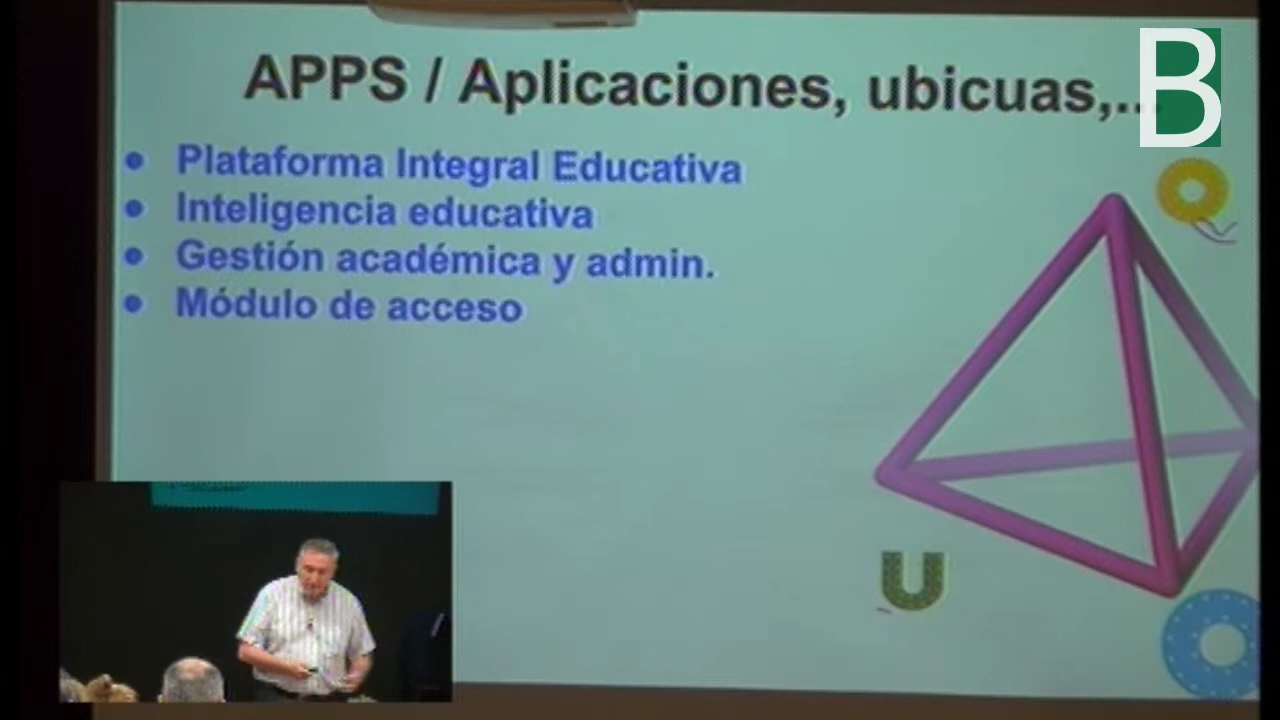 APPS / Aplicaciones, ubicuas,...
B
Plataforma Integral Educativa
Inteligencia educativa
Gestión académica y admin.
Módulo de acceso
Q
U
O